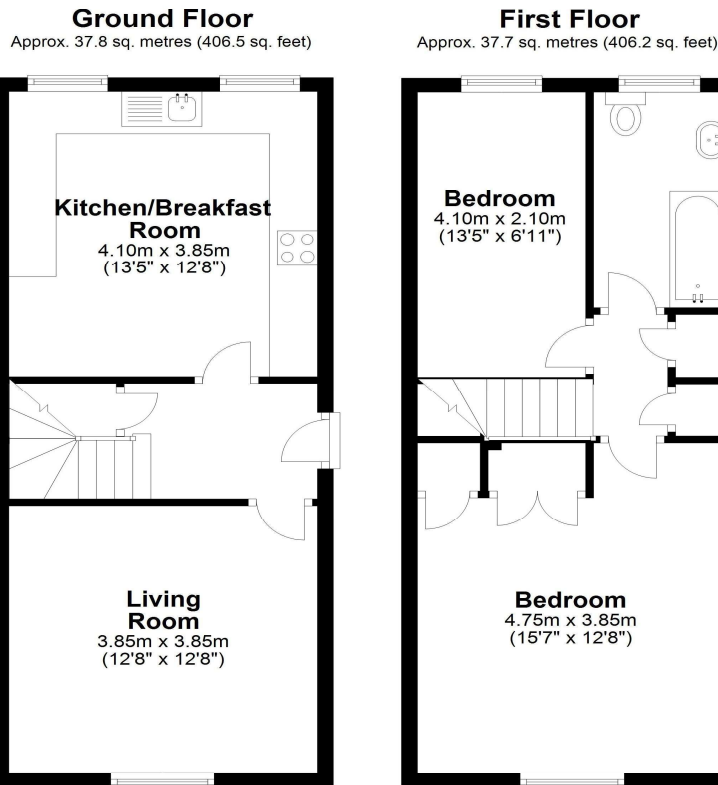 Ground Floor
Approx. 37.8 sq. metres (406.5 sq. feet)
Kitchen/Breakfast
Room
4.10m x 3.85m
(13'5" x 12'8")
Living
Room
3.85m x 3.85m
(12'8" x 12'8")
First Floor
Approx. 37.7 sq. metres (406.2 sq. feet)
Bedroom
4.10m x 2.10m
(13'5" x 6'11")
Bedroom
4.75m x 3.85m
(15'7" x 12'8")